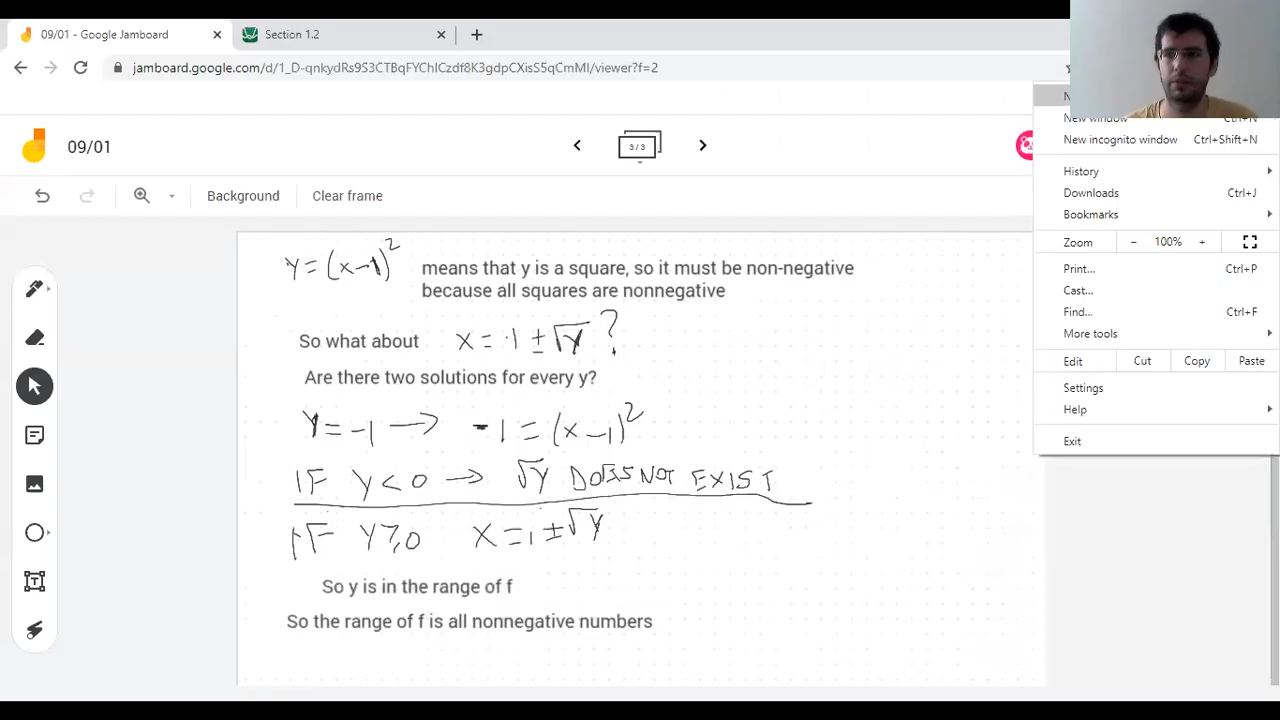 09/01 - Google Jamboard
Section 1.2
jamboard.google.com/d/1_D-qnkydRs9S3CTBqFYChICzdf8K3gdpCXisS5qCmMI/viewer?f=2
New window Ctrl+N
New incognito window Ctrl+Shift+N
09/01
3 / 3
History
Downloads Ctrl+J
Background
Clear frame
Bookmarks
Zoom - 100% +
Print... Ctrl+P
Cast...
Find... Ctrl+F
More tools
Edit Cut Copy Paste
Settings
Help
Exit
y = (x-1)²
means that y is a square, so it must be non-negative
because all squares are nonnegative
So what about x = 1 ± √y ?
Are there two solutions for every y?
Y = -1 → -1 = (x-1)²
IF Y < 0 → √Y DOES NOT EXIST
IF Y ≥ 0 X = 1 ± √Y
So y is in the range of f
So the range of f is all nonnegative numbers